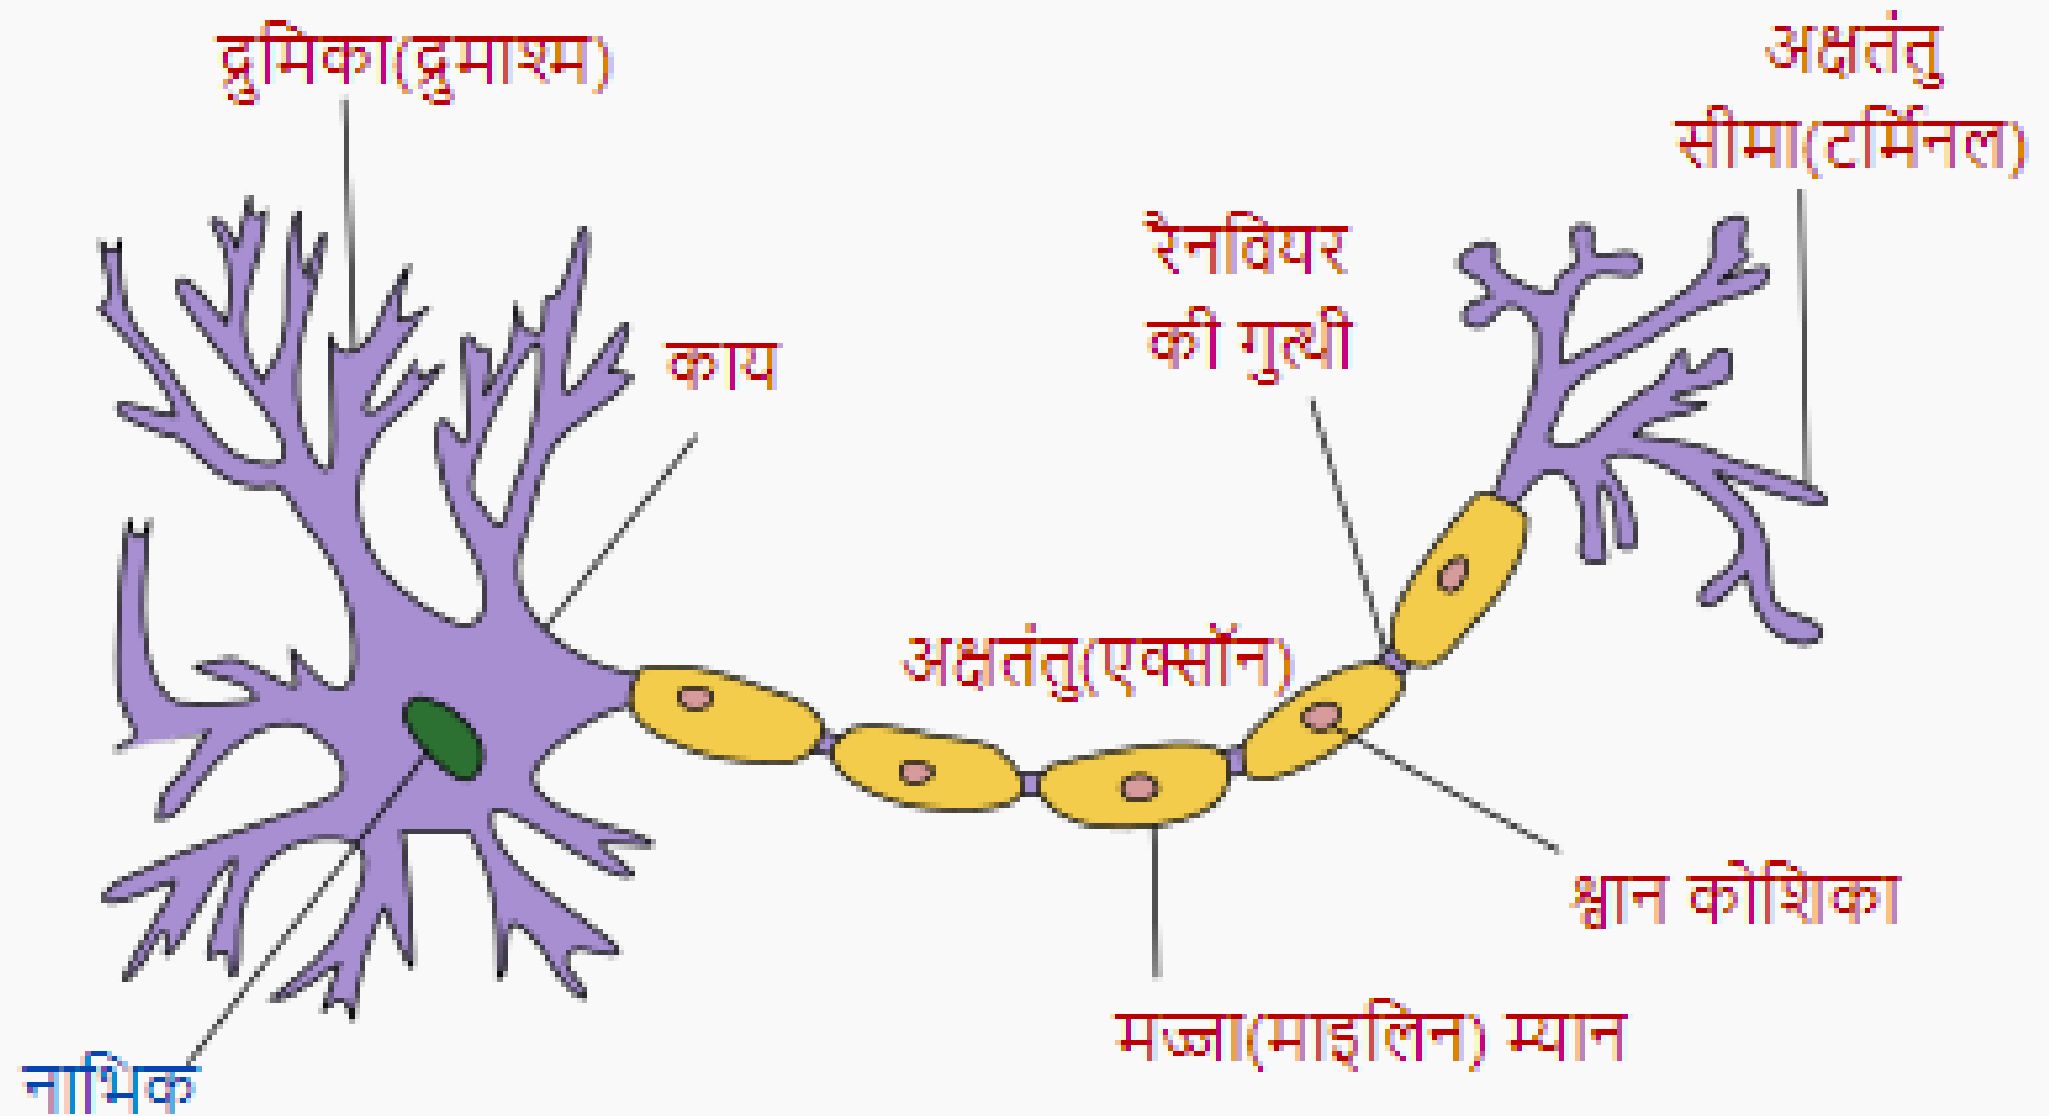 द्रुमिका(द्रुमाश्म)
अक्षतंतु
सीमा(टर्मिनल)
रैनवियर
की गुत्थी
काय
अक्षतंतु(एक्सॉन)
श्वान कोशिका
मज्जा(माइलिन) म्यान
नाभिक